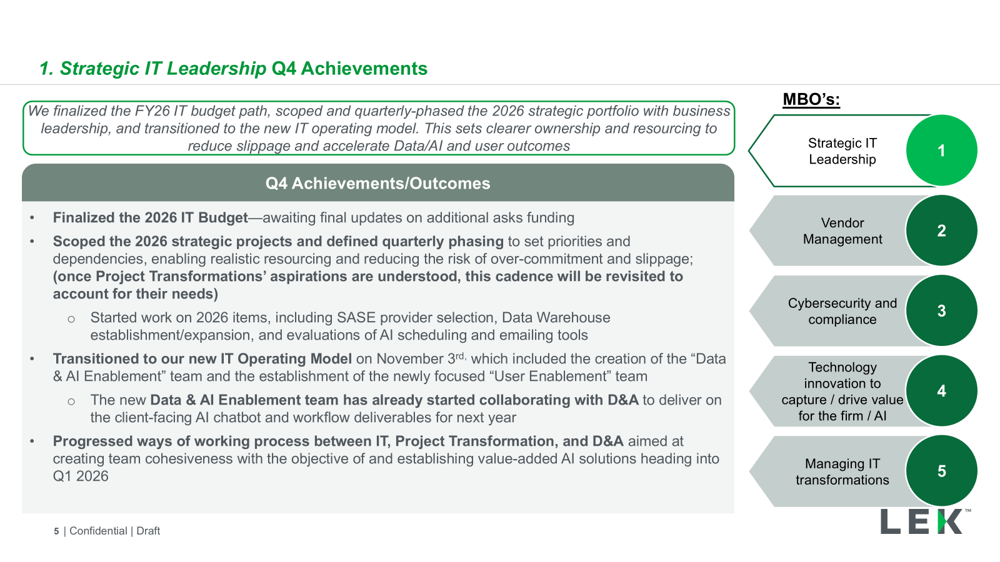 1. Strategic IT Leadership Q4 Achievements
We finalized the FY26 IT budget path, scoped and quarterly-phased the 2026 strategic portfolio with business
leadership, and transitioned to the new IT operating model. This sets clearer ownership and resourcing to
reduce slippage and accelerate Data/AI and user outcomes
Q4 Achievements/Outcomes
• Finalized the 2026 IT Budget—awaiting final updates on additional asks funding
• Scoped the 2026 strategic projects and defined quarterly phasing to set priorities and
dependencies, enabling realistic resourcing and reducing the risk of over-commitment and slippage;
(once Project Transformations’ aspirations are understood, this cadence will be revisited to
account for their needs)
o Started work on 2026 items, including SASE provider selection, Data Warehouse
establishment/expansion, and evaluations of AI scheduling and emailing tools
• Transitioned to our new IT Operating Model on November 3rd, which included the creation of the “Data
& AI Enablement” team and the establishment of the newly focused “User Enablement” team
o The new Data & AI Enablement team has already started collaborating with D&A to deliver on
the client-facing AI chatbot and workflow deliverables for next year
• Progressed ways of working process between IT, Project Transformation, and D&A aimed at
creating team cohesiveness with the objective of and establishing value-added AI solutions heading into
Q1 2026
MBO’s:
Strategic IT
Leadership
1
Vendor
Management
2
Cybersecurity and
compliance
3
Technology
innovation to
capture / drive value
for the firm / AI
4
Managing IT
transformations
5
5 | Confidential | Draft
LEK™